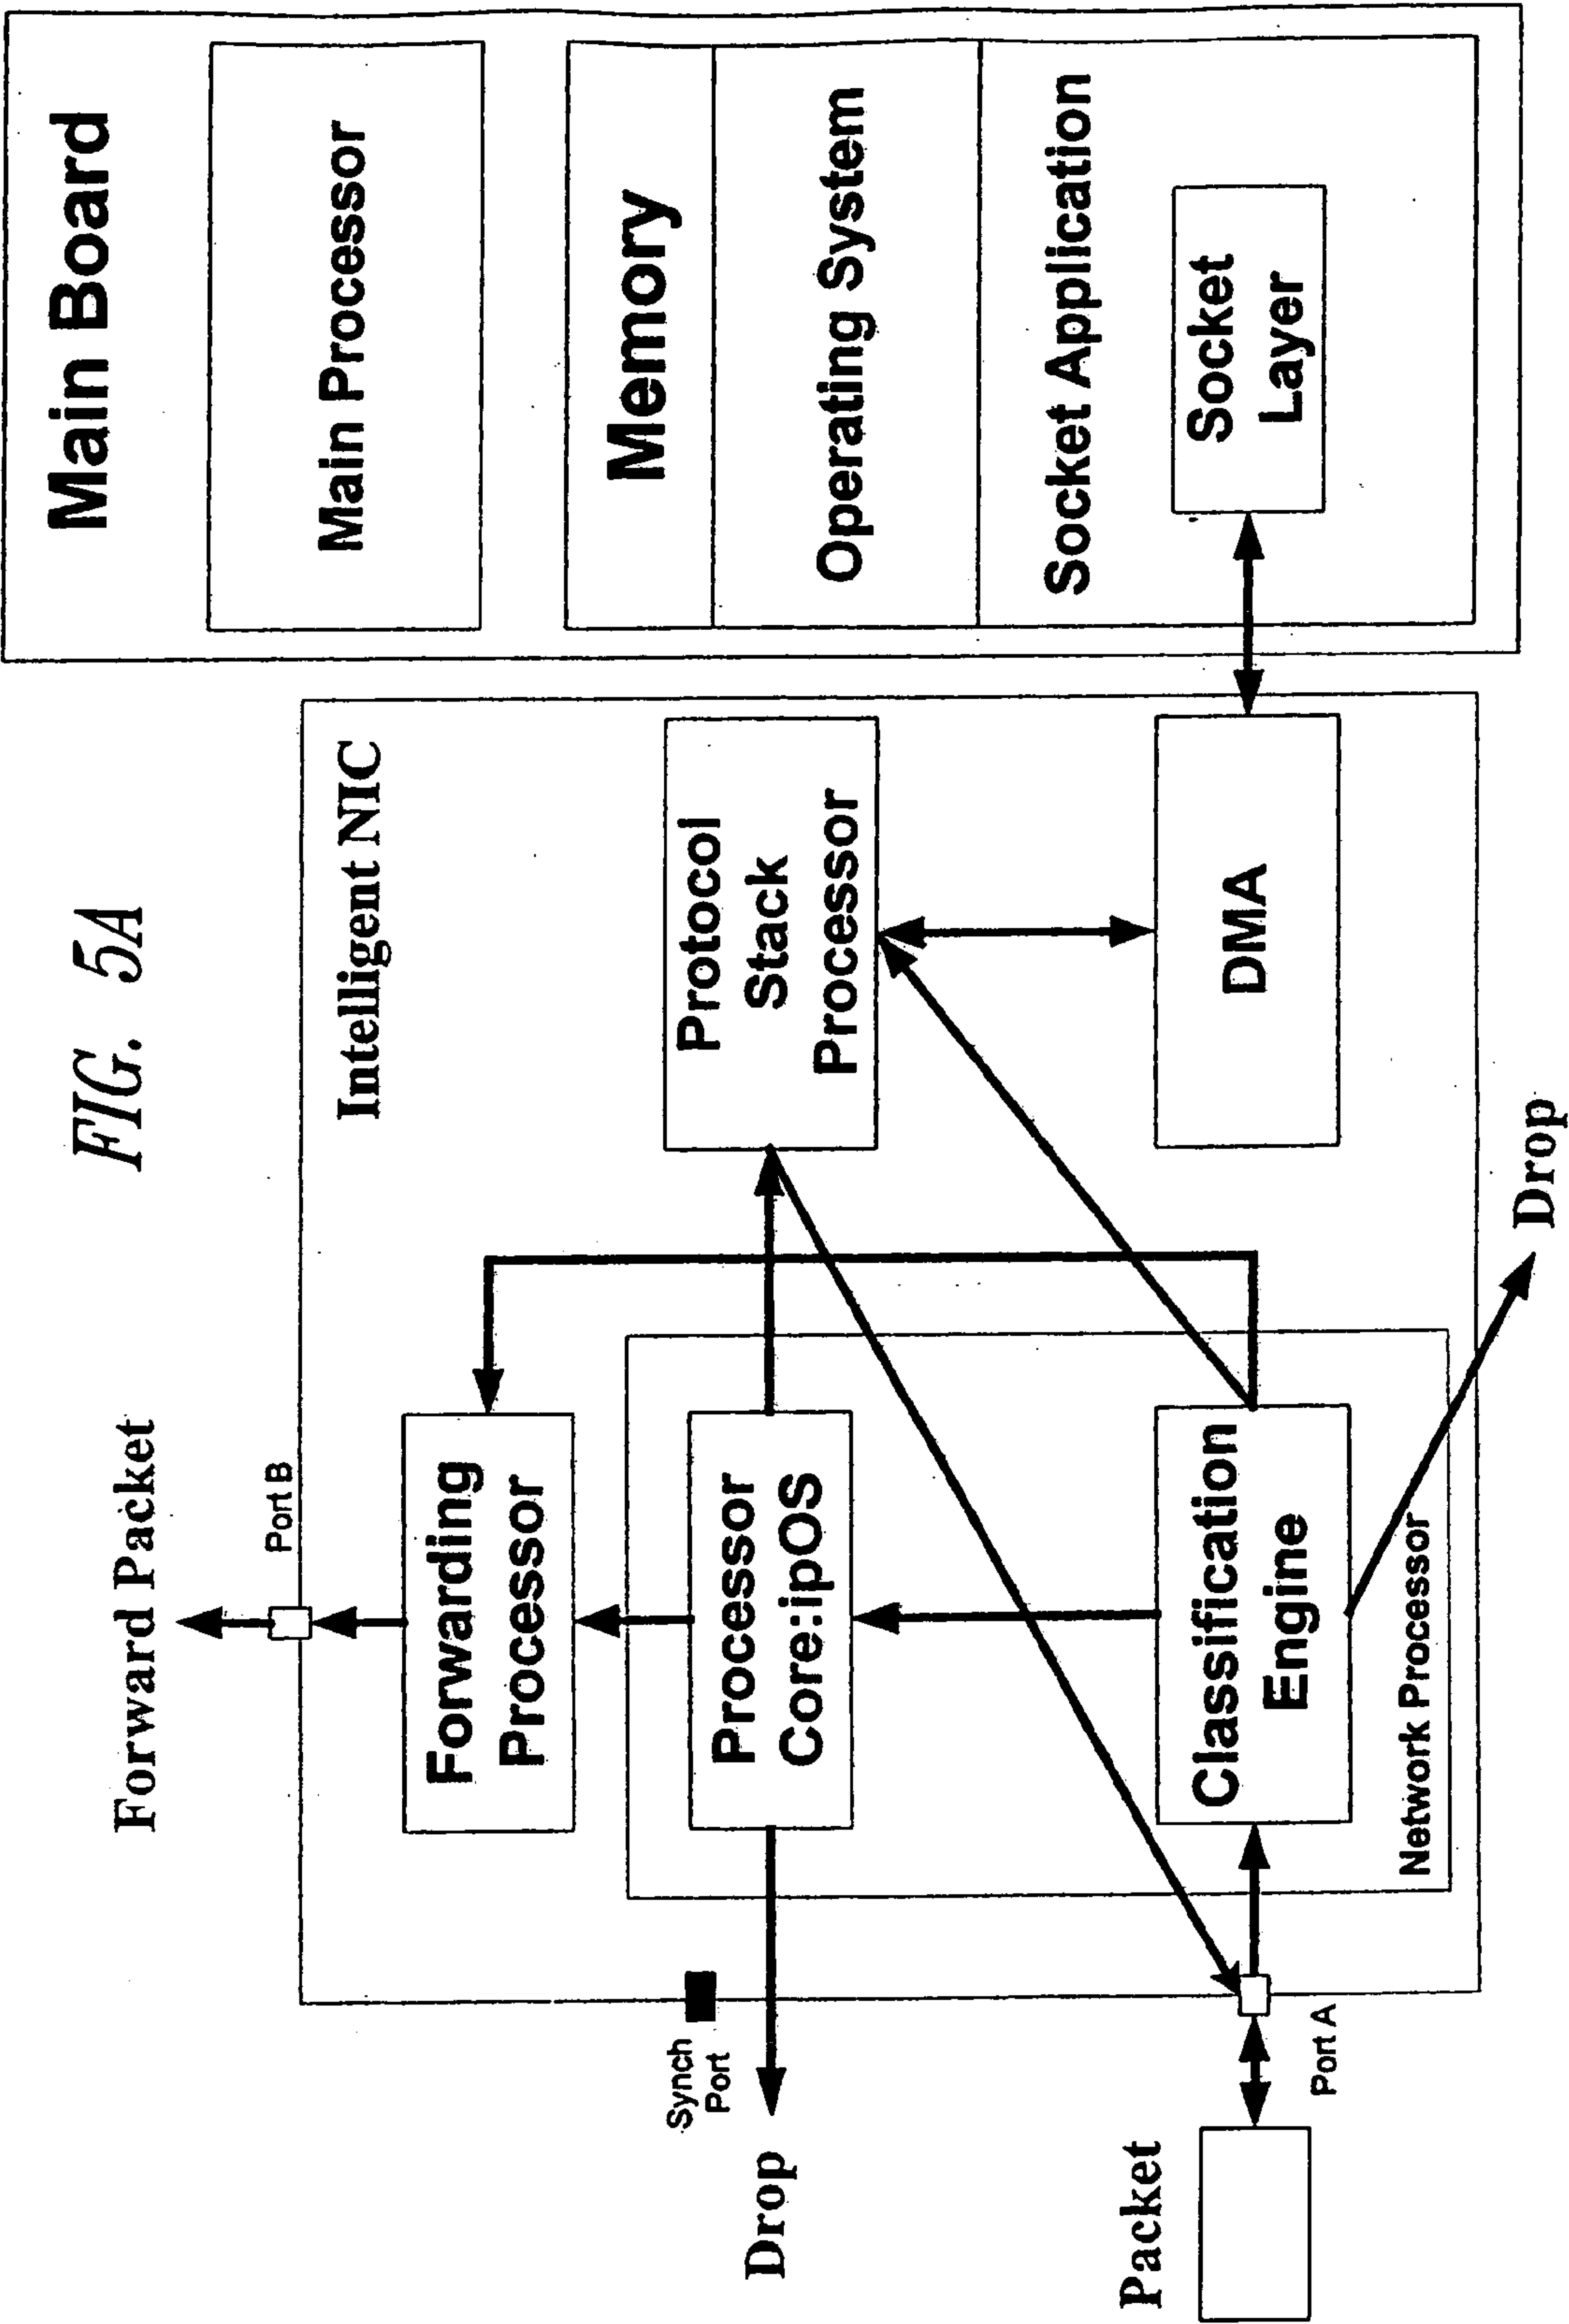 FIG. 5A
Main Board
Main Processor
Memory
Operating System
Socket Application
Socket
Layer
Intelligent NIC
Protocol
Stack
Processor
DMA
Forward Packet
Port B
Forwarding
Processor
Processor
Core:ipOS
Classification
Engine
Network Processor
Synch
Port
Drop
Drop
Port A
Packet